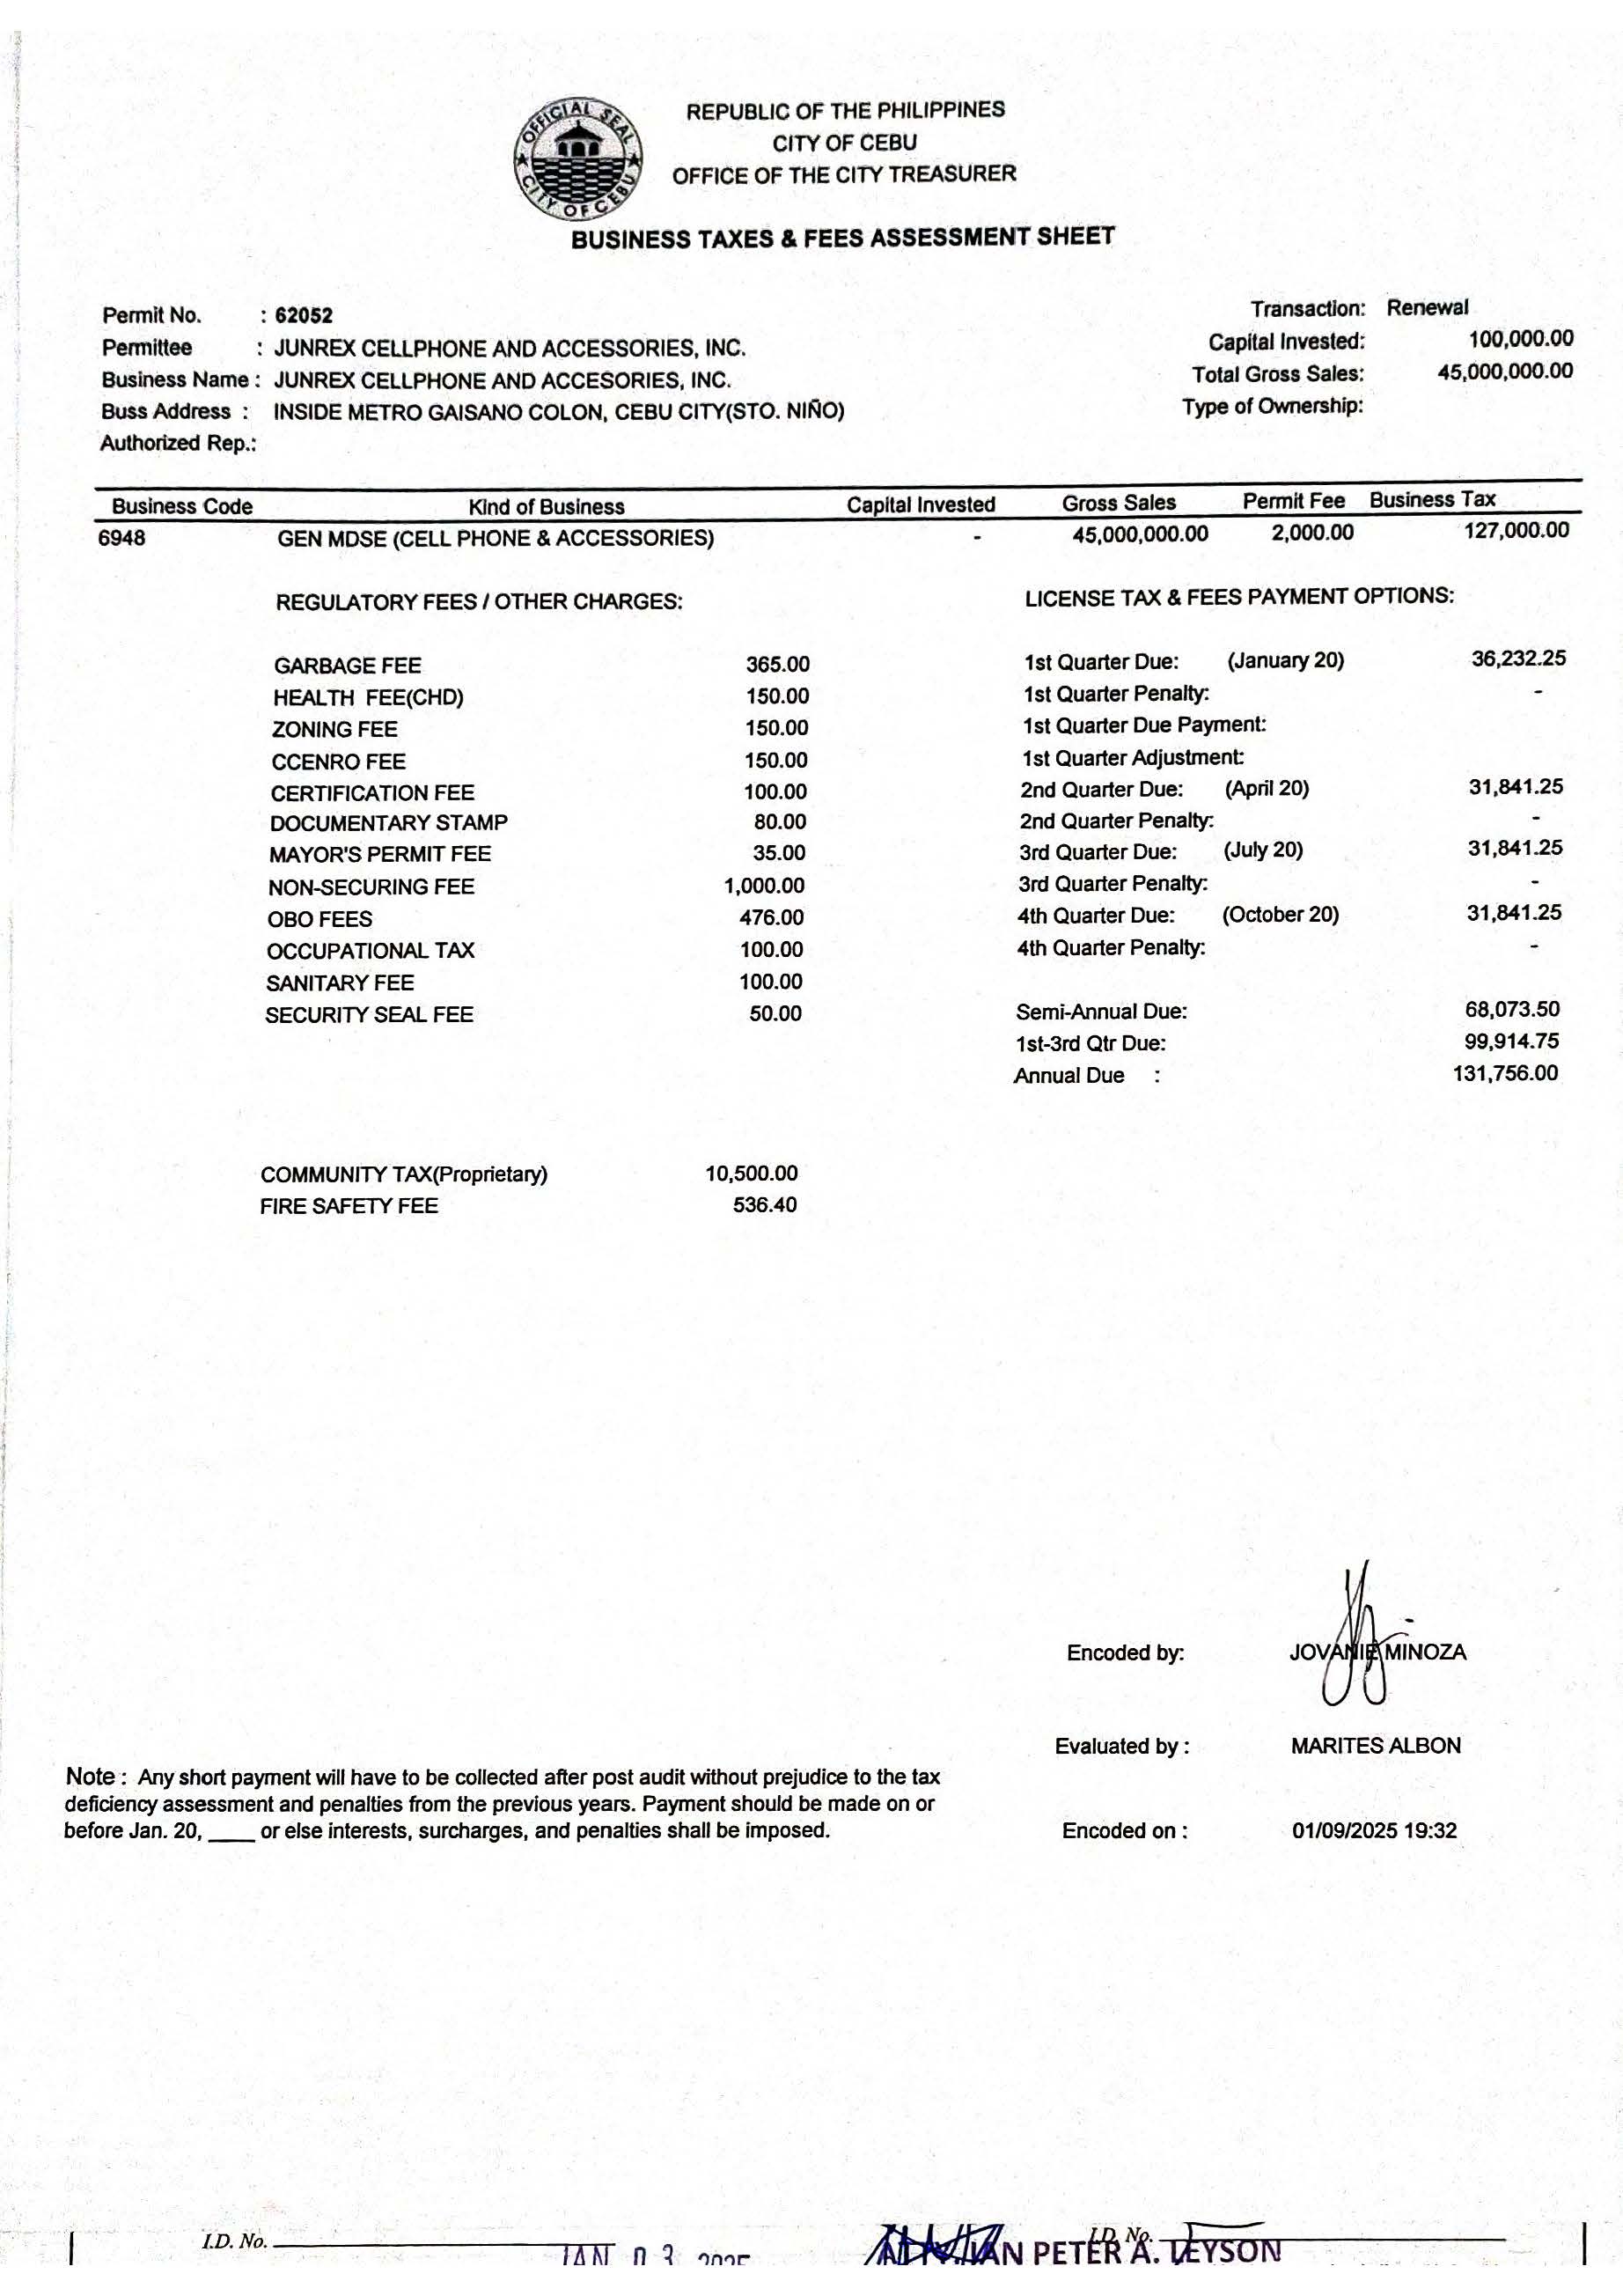 OFFICIAL SEAL
CITY OF CEBU
REPUBLIC OF THE PHILIPPINES
CITY OF CEBU
OFFICE OF THE CITY TREASURER
BUSINESS TAXES & FEES ASSESSMENT SHEET
Permit No. : 62052
Permittee : JUNREX CELLPHONE AND ACCESSORIES, INC.
Business Name : JUNREX CELLPHONE AND ACCESORIES, INC.
Buss Address : INSIDE METRO GAISANO COLON, CEBU CITY(STO. NIÑO)
Authorized Rep.:
Transaction: Renewal
Capital Invested: 100,000.00
Total Gross Sales: 45,000,000.00
Type of Ownership:
Business Code Kind of Business Capital Invested Gross Sales Permit Fee Business Tax
6948 GEN MDSE (CELL PHONE & ACCESSORIES) - 45,000,000.00 2,000.00 127,000.00
REGULATORY FEES / OTHER CHARGES:
GARBAGE FEE 365.00
HEALTH FEE(CHD) 150.00
ZONING FEE 150.00
CCENRO FEE 150.00
CERTIFICATION FEE 100.00
DOCUMENTARY STAMP 80.00
MAYOR'S PERMIT FEE 35.00
NON-SECURING FEE 1,000.00
OBO FEES 476.00
OCCUPATIONAL TAX 100.00
SANITARY FEE 100.00
SECURITY SEAL FEE 50.00
COMMUNITY TAX(Proprietary) 10,500.00
FIRE SAFETY FEE 536.40
LICENSE TAX & FEES PAYMENT OPTIONS:
1st Quarter Due: (January 20) 36,232.25
1st Quarter Penalty: -
1st Quarter Due Payment:
1st Quarter Adjustment:
2nd Quarter Due: (April 20) 31,841.25
2nd Quarter Penalty: -
3rd Quarter Due: (July 20) 31,841.25
3rd Quarter Penalty: -
4th Quarter Due: (October 20) 31,841.25
4th Quarter Penalty: -
Semi-Annual Due: 68,073.50
1st-3rd Qtr Due: 99,914.75
Annual Due : 131,756.00
Encoded by: JOVANIE MINOZA
Evaluated by : MARITES ALBON
Encoded on : 01/09/2025 19:32
Note : Any short payment will have to be collected after post audit without prejudice to the tax
deficiency assessment and penalties from the previous years. Payment should be made on or
before Jan. 20, ____ or else interests, surcharges, and penalties shall be imposed.
I.D. No.
JAN 03 2025
I.D. No.
PETER A. LEYSON